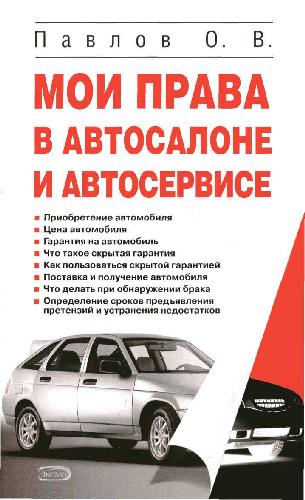 Павлов О. В.
МОИ ПРАВА
В АВТОСАЛОНЕ
И АВТОСЕРВИСЕ
Приобретение автомобиля
Цена автомобиля
Гарантия на автомобиль
Что такое скрытая гарантия
Как пользоваться скрытой гарантией
Поставка и получение автомобиля
Что делать при обнаружении брака
Определение сроков предъявления
претензий и устранения недостатков
ЭКСМО